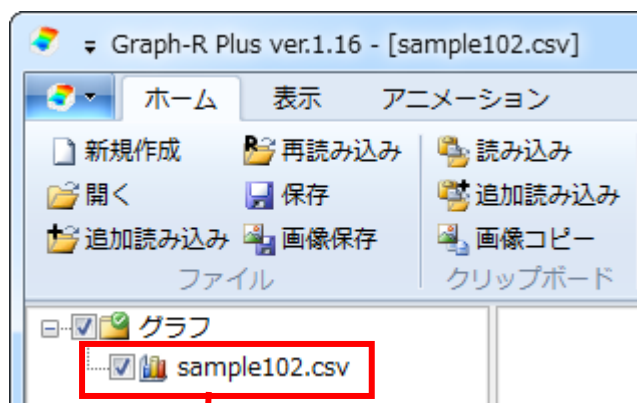 Graph-R Plus ver.1.16 - [sample102.csv]
ホーム 表示 アニメーション
新規作成 再読み込み 読み込み
開く 保存 追加読み込み
追加読み込み 画像保存 画像コピー
ファイル クリップボード
グラフ
sample102.csv